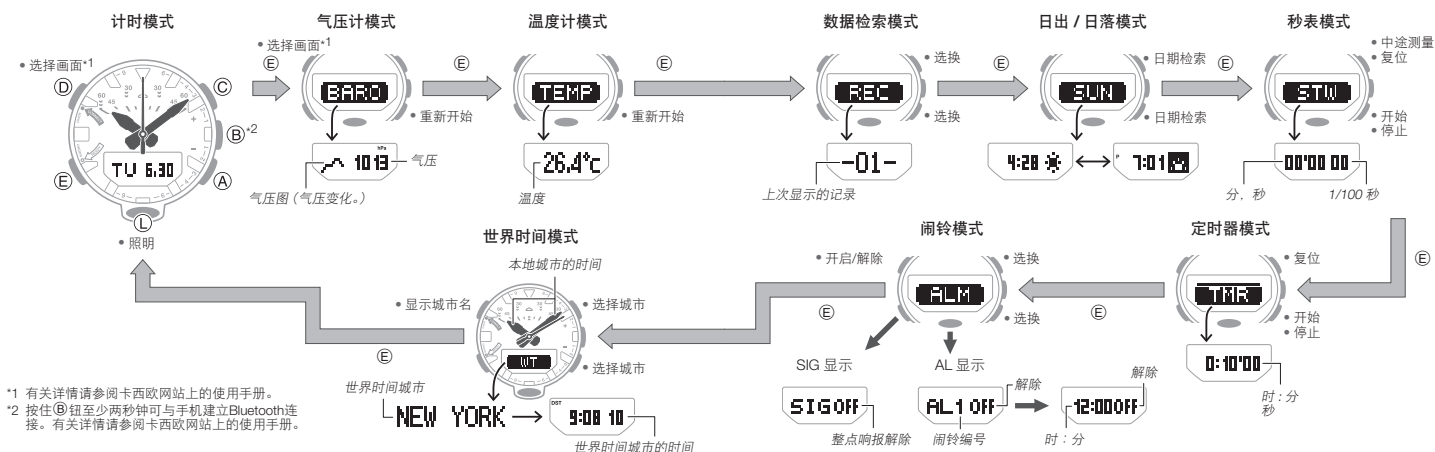 计时模式
• 选择画面*1
D
C
B*2
E
A
TU 6.30
L
• 照明
E
气压计模式
• 选择画面*1
BARO
• 重新开始
hPa
1013
气压
气压图（气压变化。）
E
温度计模式
TEMP
• 重新开始
26.4°c
温度
E
数据检索模式
• 选换
REC
• 选换
-01-
上次显示的记录
E
日出 / 日落模式
• 日期检索
SUN
• 日期检索
4:28
P 7:01
E
秒表模式
• 中途测量
• 复位
STW
• 开始
• 停止
00'00 00
分，秒
1/100 秒
E
定时器模式
• 复位
TMR
• 开始
• 停止
0:10'00
时：分
秒
E
闹铃模式
• 开启/解除
• 选换
ALM
• 选换
SIG 显示
AL 显示
SIGOFF
整点响报解除
AL1 OFF
解除
闹铃编号
12:00OFF
解除
时：分
E
世界时间模式
本地城市的时间
• 显示城市名
• 选择城市
WT
• 选择城市
世界时间城市
NEW YORK
DST
9:08 10
世界时间城市的时间
E
*1 有关详情请参阅卡西欧网站上的使用手册。
*2 按住B钮至少两秒钟可与手机建立Bluetooth连
接。有关详情请参阅卡西欧网站上的使用手册。